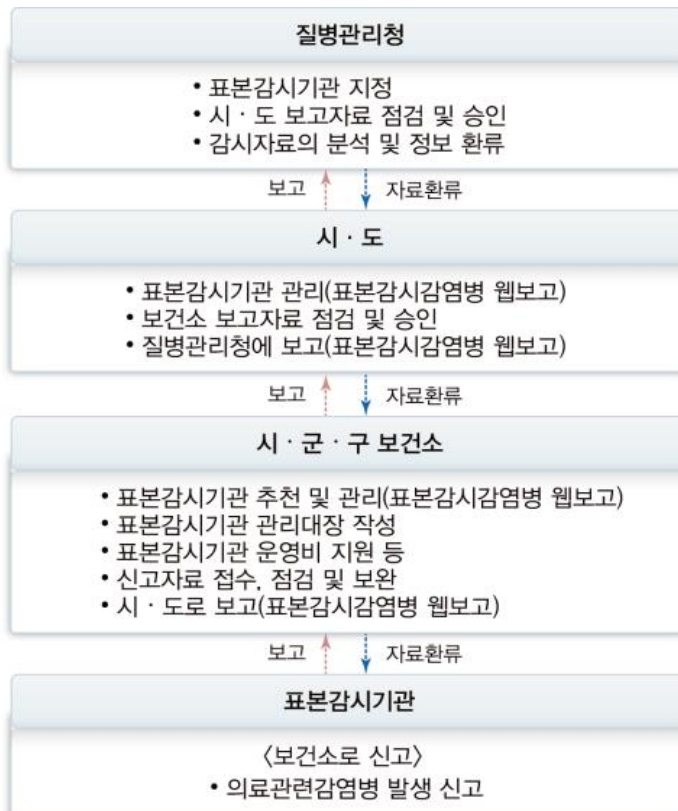 질병관리청
• 표본감시기관 지정
• 시 · 도 보고자료 점검 및 승인
• 감시자료의 분석 및 정보 환류
보고 자료환류
시 · 도
• 표본감시기관 관리(표본감시감염병 웹보고)
• 보건소 보고자료 점검 및 승인
• 질병관리청에 보고(표본감시감염병 웹보고)
보고 자료환류
시 · 군 · 구 보건소
• 표본감시기관 추천 및 관리(표본감시감염병 웹보고)
• 표본감시기관 관리대장 작성
• 표본감시기관 운영비 지원 등
• 신고자료 접수, 점검 및 보완
• 시 · 도로 보고(표본감시감염병 웹보고)
보고 자료환류
표본감시기관
〈보건소로 신고〉
• 의료관련감염병 발생 신고